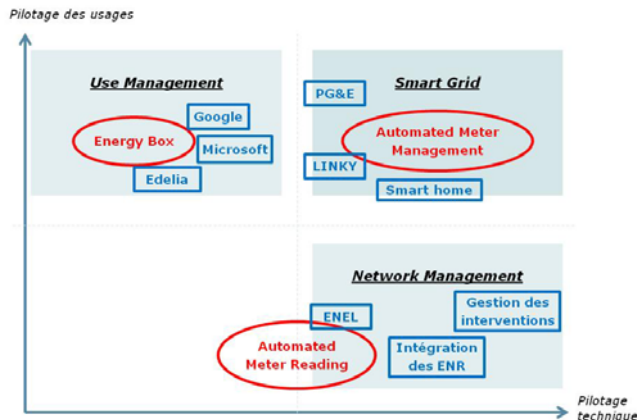 Pilotage des usages
Use Management
Google
Energy Box
Microsoft
Edelia
Smart Grid
PG&E
Automated Meter
Management
LINKY
Smart home
Network Management
ENEL
Gestion des
interventions
Automated
Meter Reading
Intégration
des ENR
Pilotage
technique